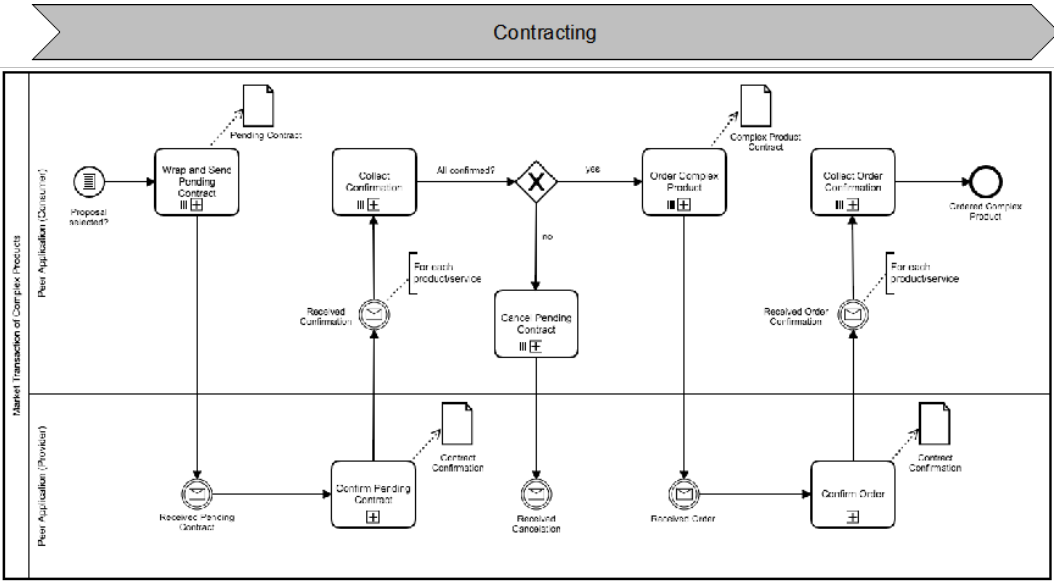 Contracting
Market Transaction of Complex Products
Peer Application (Consumer)
Proposal
selected?
Wrap and Send
Pending
Contract
Pending Contract
Collect
Confirmation
All confirmed?
yes
no
Order Complex
Product
Complex Product
Contract
Collect Order
Confirmation
Ordered Complex
Product
For each
product/service
Received
Confirmation
Cancel Pending
Contract
For each
product/service
Received Order
Confirmation
Peer Application (Provider)
Received Pending
Contract
Confirm Pending
Contract
Contract
Confirmation
Received
Cancelation
Received Order
Confirm Order
Contract
Confirmation